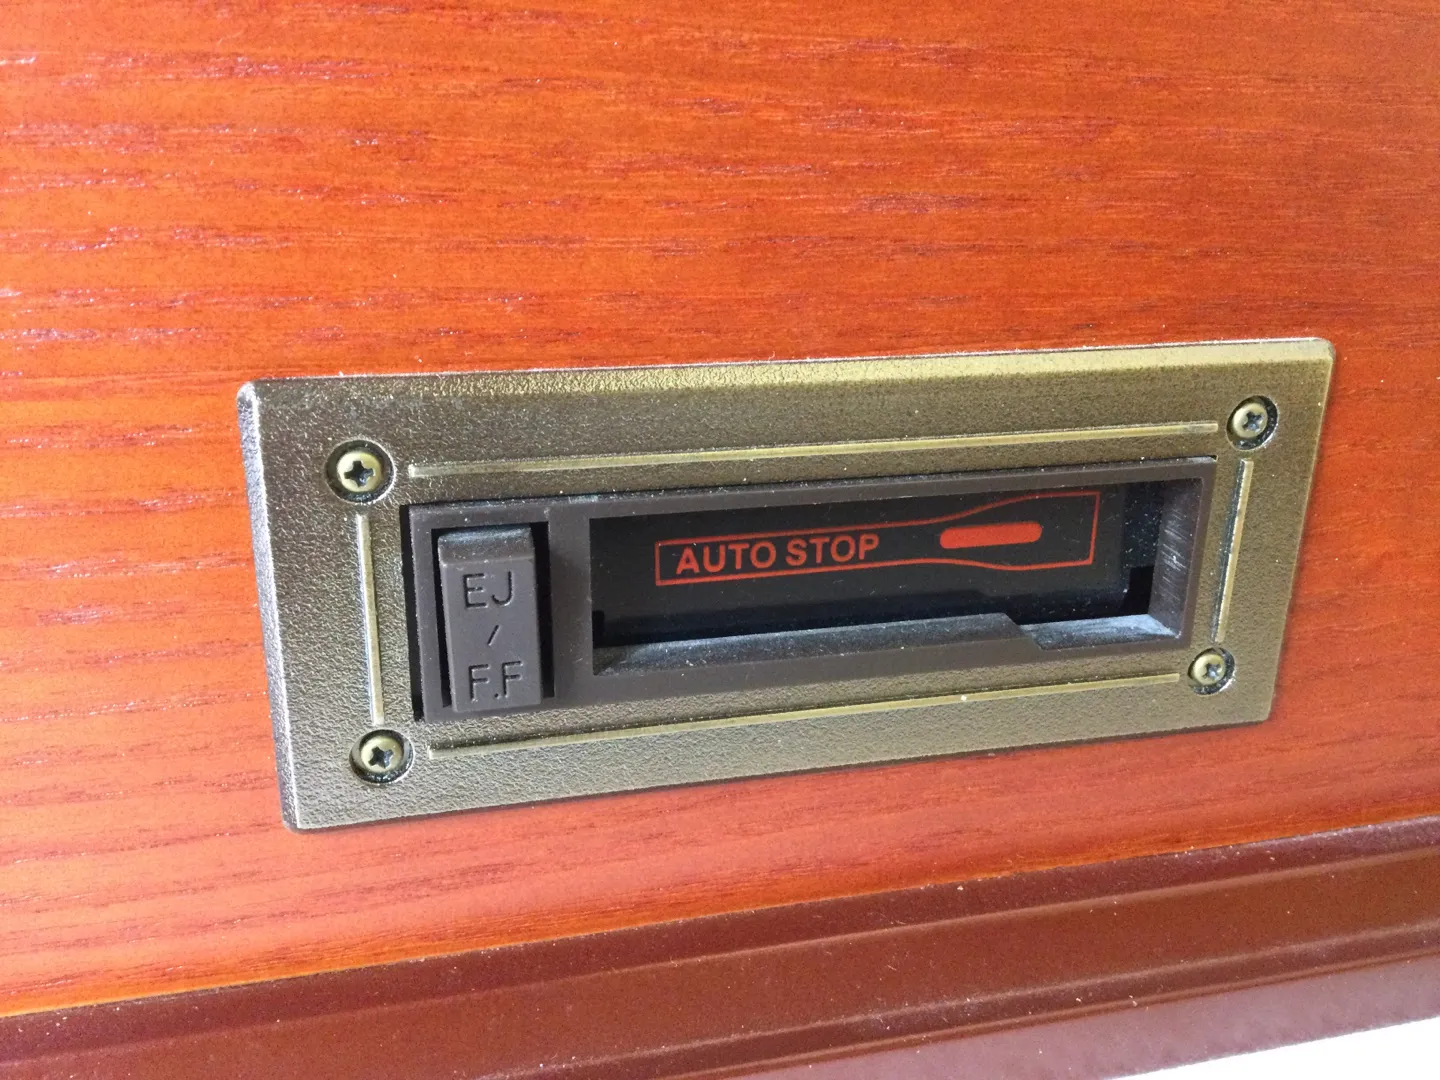 EJ
/
F.F
AUTO STOP